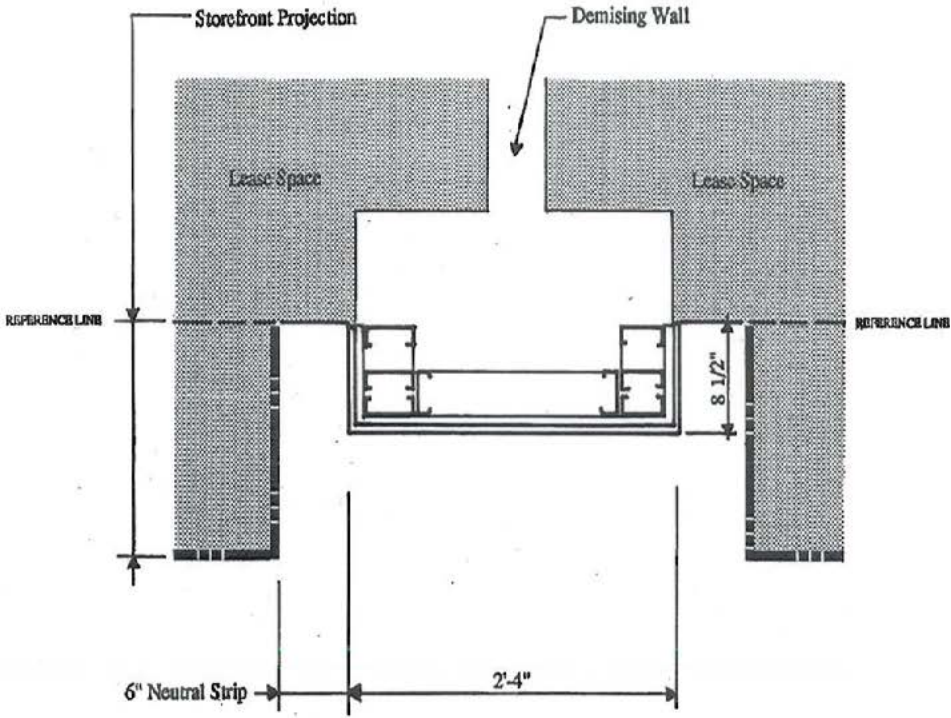 Storefront Projection
Demising Wall
Lease Space
Lease Space
REFERENCE LINE
REFERENCE LINE
8 1/2"
6" Neutral Strip
2'-4"